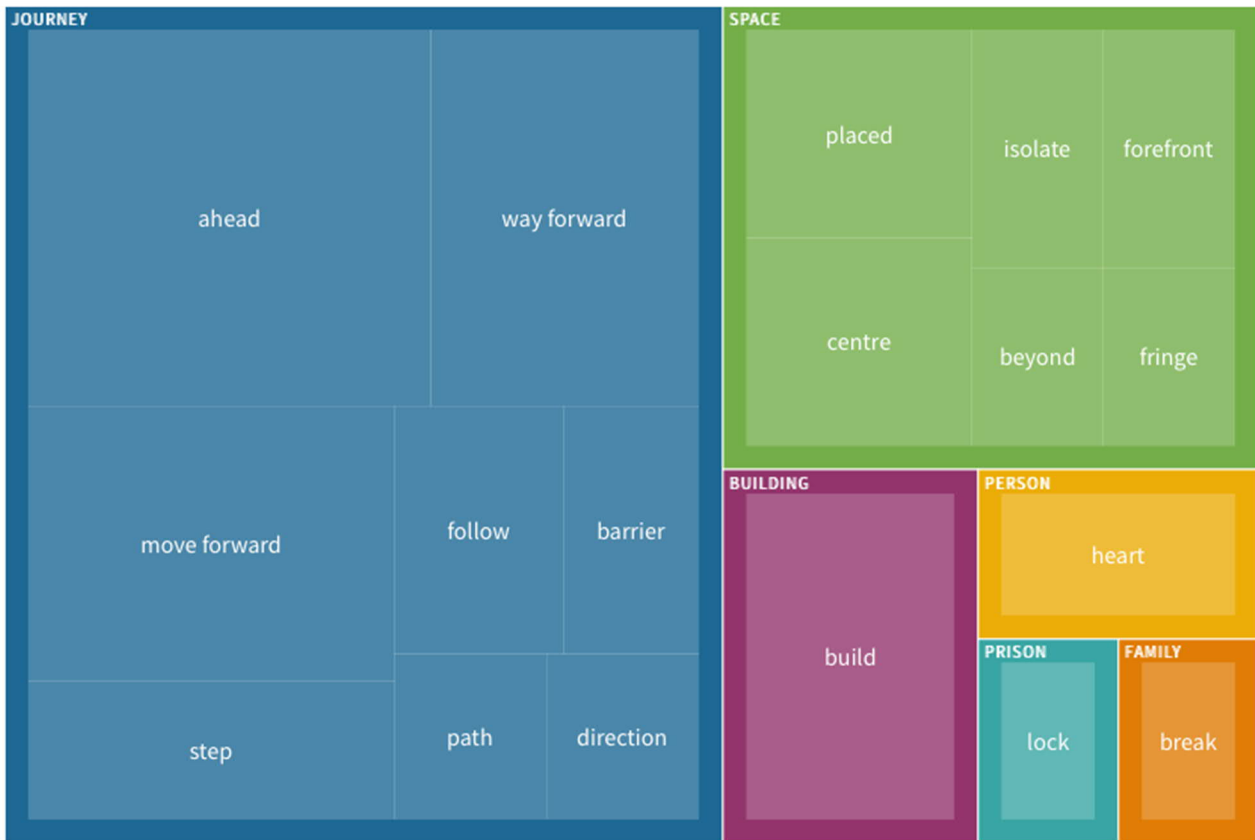 JOURNEY
ahead
way forward
move forward
follow
barrier
step
path
direction
SPACE
placed
isolate
forefront
centre
beyond
fringe
BUILDING
build
PERSON
heart
PRISON
lock
FAMILY
break